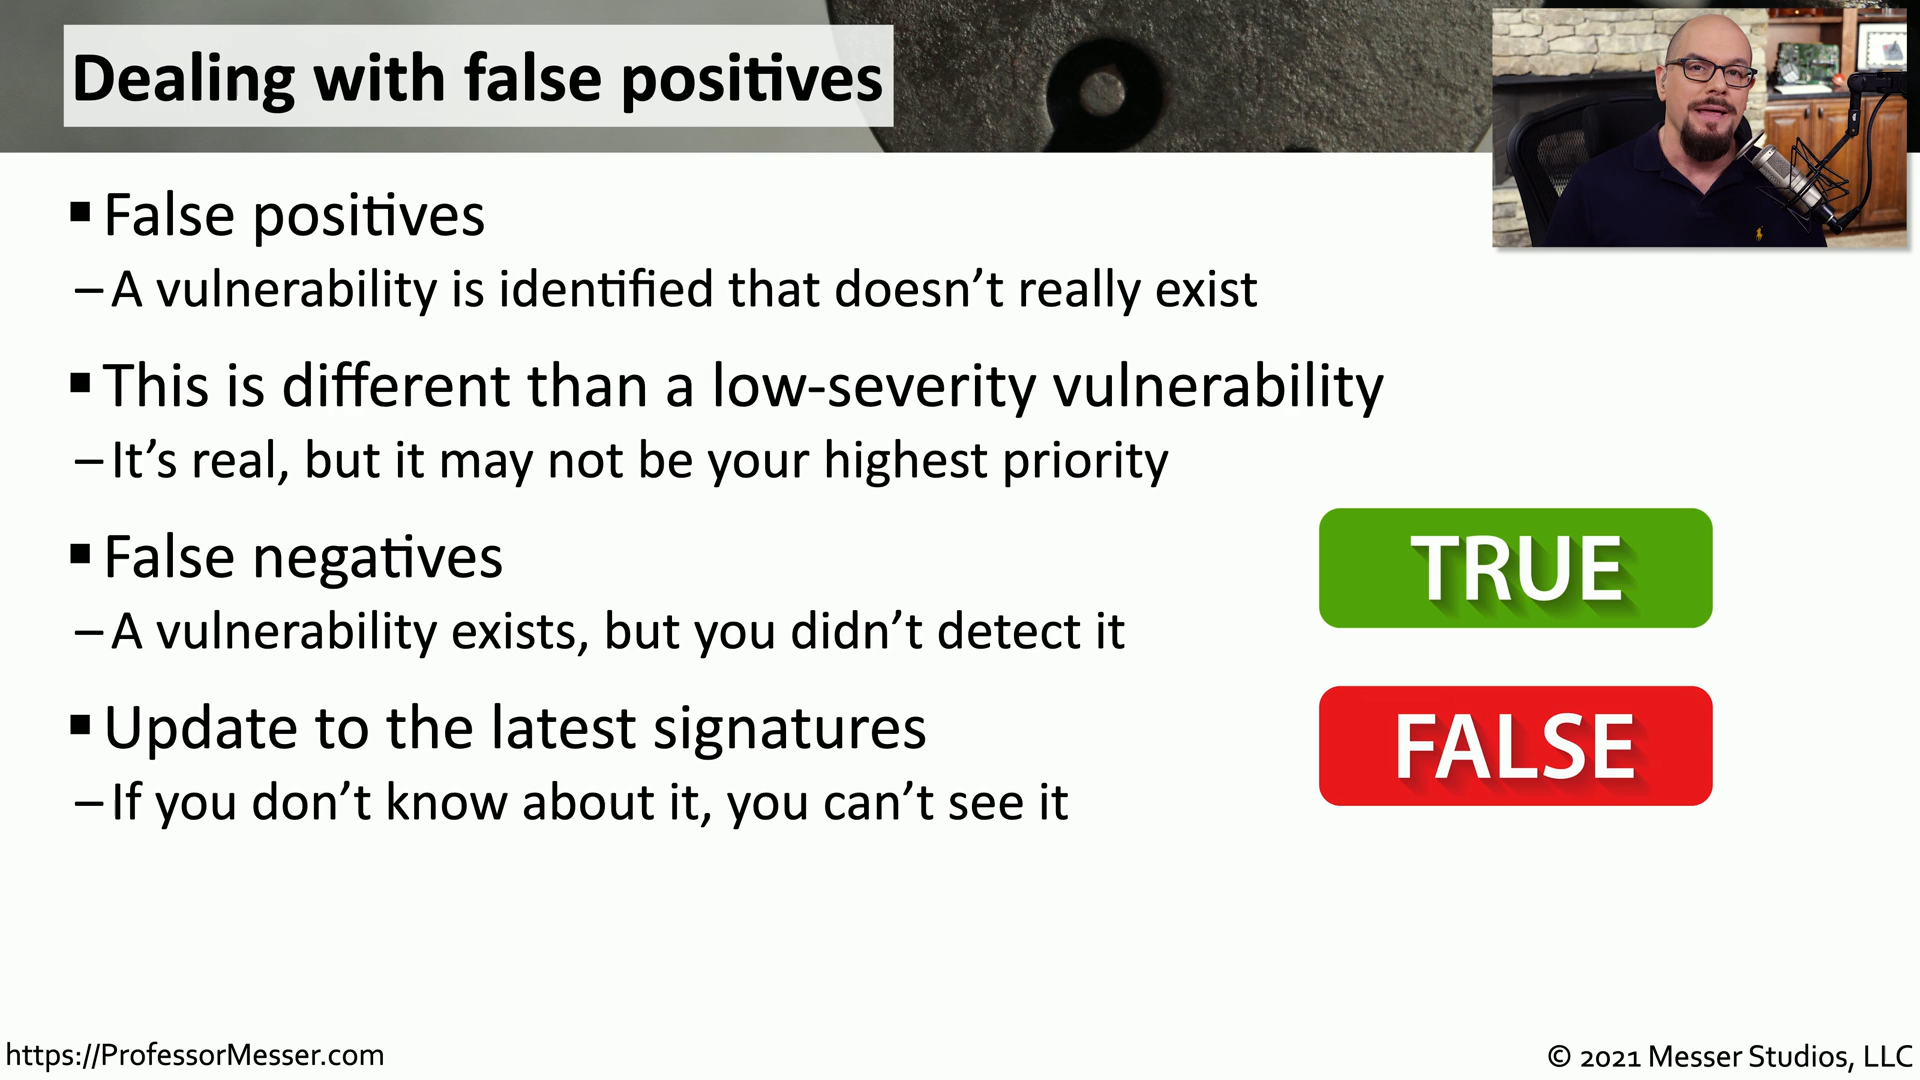 Dealing with false positives
▪ False positives
– A vulnerability is identified that doesn’t really exist
▪ This is different than a low-severity vulnerability
– It’s real, but it may not be your highest priority
▪ False negatives
– A vulnerability exists, but you didn’t detect it
▪ Update to the latest signatures
– If you don’t know about it, you can’t see it
TRUE
FALSE
https://ProfessorMesser.com
© 2021 Messer Studios, LLC